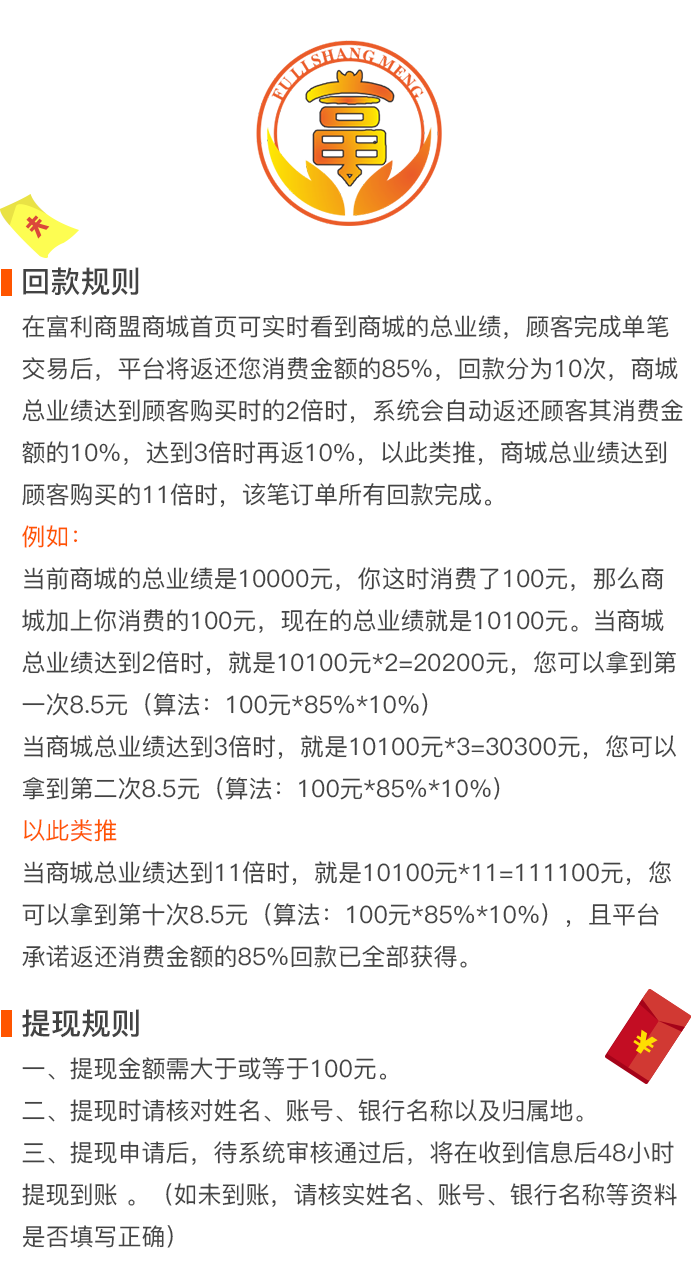 FU LI SHANG MENG
富
回款规则
在富利商盟商城首页可实时看到商城的总业绩，顾客完成单笔
交易后，平台将返还您消费金额的85%，回款分为10次，商城
总业绩达到顾客购买时的2倍时，系统会自动返还顾客其消费金
额的10%，达到3倍时再返10%，以此类推，商城总业绩达到
顾客购买的11倍时，该笔订单所有回款完成。
例如：
当前商城的总业绩是10000元，你这时消费了100元，那么商
城加上你消费的100元，现在的总业绩就是10100元。当商城
总业绩达到2倍时，就是10100元*2=20200元，您可以拿到第
一次8.5元（算法：100元*85%*10%）
当商城总业绩达到3倍时，就是10100元*3=30300元，您可以
拿到第二次8.5元（算法：100元*85%*10%）
以此类推
当商城总业绩达到11倍时，就是10100元*11=111100元，您
可以拿到第十次8.5元（算法：100元*85%*10%）, 且平台
承诺返还消费金额的85%回款已全部获得。
提现规则
¥
一、提现金额需大于或等于100元。
二、提现时请核对姓名、账号、银行名称以及归属地。
三、提现申请后，待系统审核通过后，将在收到信息后48小时
提现到账 。（如未到账，请核实姓名、账号、银行名称等资料
是否填写正确）